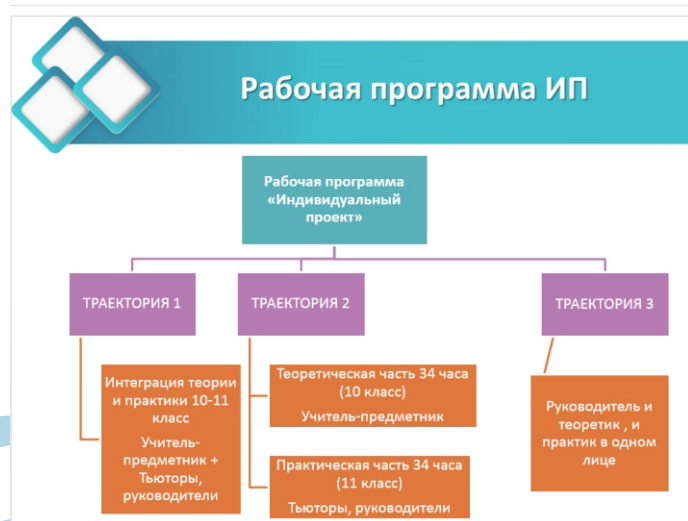 Рабочая программа ИП
Рабочая программа
«Индивидуальный
проект»
ТРАЕКТОРИЯ 1
ТРАЕКТОРИЯ 2
ТРАЕКТОРИЯ 3
Интеграция теории
и практики 10-11
класс
Учитель-
предметник +
Тьюторы,
руководители
Теоретическая часть 34 часа
(10 класс)
Учитель-предметник
Практическая часть 34 часа
(11 класс)
Тьюторы, руководители
Руководитель и
теоретик , и
практик в одном
лице